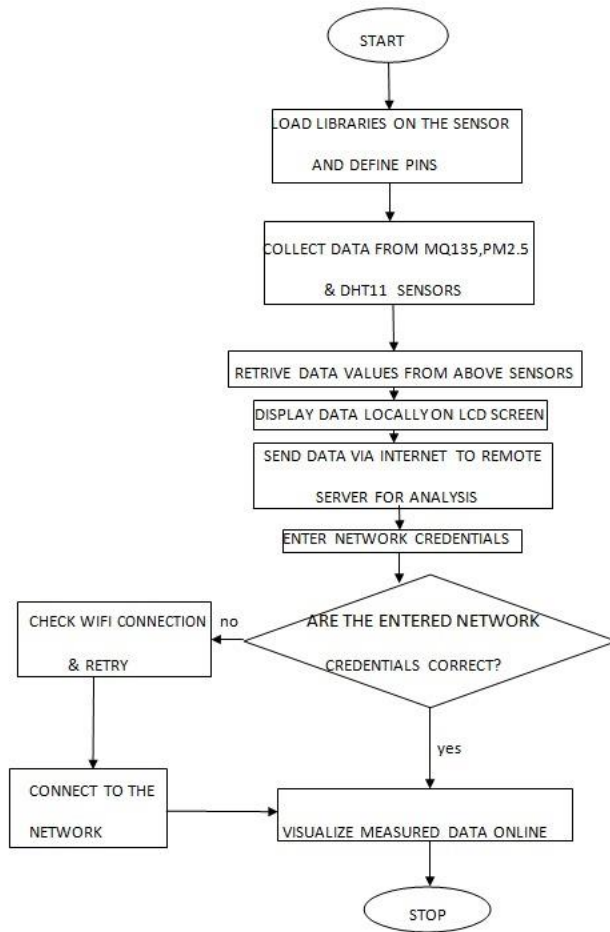 START
LOAD LIBRARIES ON THE SENSOR
AND DEFINE PINS
COLLECT DATA FROM MQ135,PM2.5
& DHT11 SENSORS
RETRIVE DATA VALUES FROM ABOVE SENSORS
DISPLAY DATA LOCALLY ON LCD SCREEN
SEND DATA VIA INTERNET TO REMOTE
SERVER FOR ANALYSIS
ENTER NETWORK CREDENTIALS
ARE THE ENTERED NETWORK
CREDENTIALS CORRECT?
no
CHECK WIFI CONNECTION
& RETRY
yes
CONNECT TO THE
NETWORK
VISUALIZE MEASURED DATA ONLINE
STOP